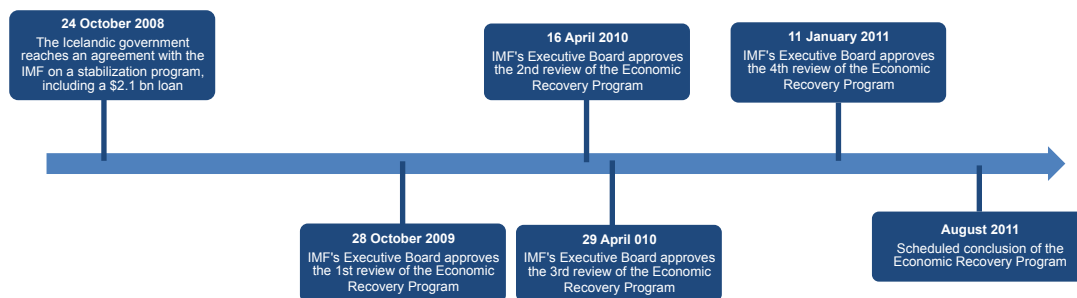 24 October 2008
The Icelandic government
reaches an agreement with the
IMF on a stabilization program,
including a $2.1 bn loan
16 April 2010
IMF's Executive Board approves
the 2nd review of the Economic
Recovery Program
11 January 2011
IMF's Executive Board approves
the 4th review of the Economic
Recovery Program
28 October 2009
IMF's Executive Board approves
the 1st review of the Economic
Recovery Program
29 April 010
IMF's Executive Board approves
the 3rd review of the Economic
Recovery Program
August 2011
Scheduled conclusion of the
Economic Recovery Program